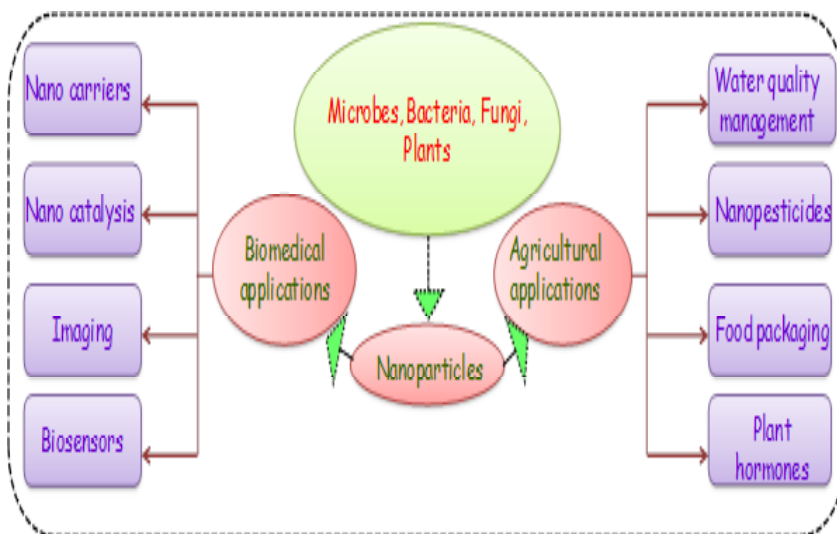 Nano carriers
Nano catalysis
Imaging
Biosensors
Biomedical
applications
Microbes, Bacteria, Fungi,
Plants
Nanoparticles
Agricultural
applications
Water quality
management
Nanopesticides
Food packaging
Plant
hormones